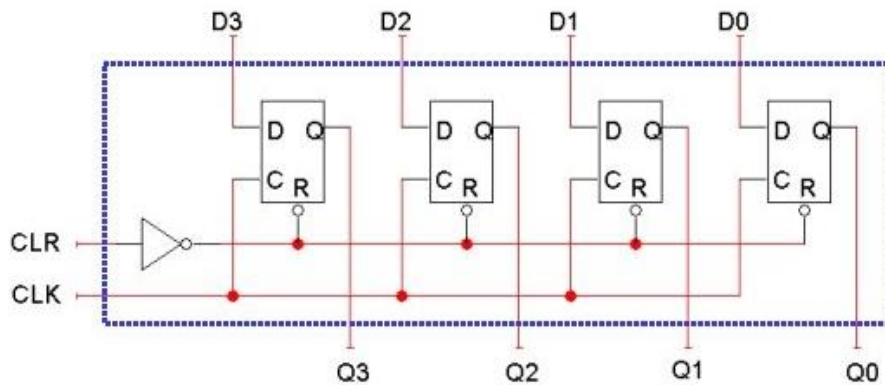 D3 D2 D1 D0
D Q D Q D Q D Q
C R C R C R C R
CLR
CLK
Q3 Q2 Q1 Q0